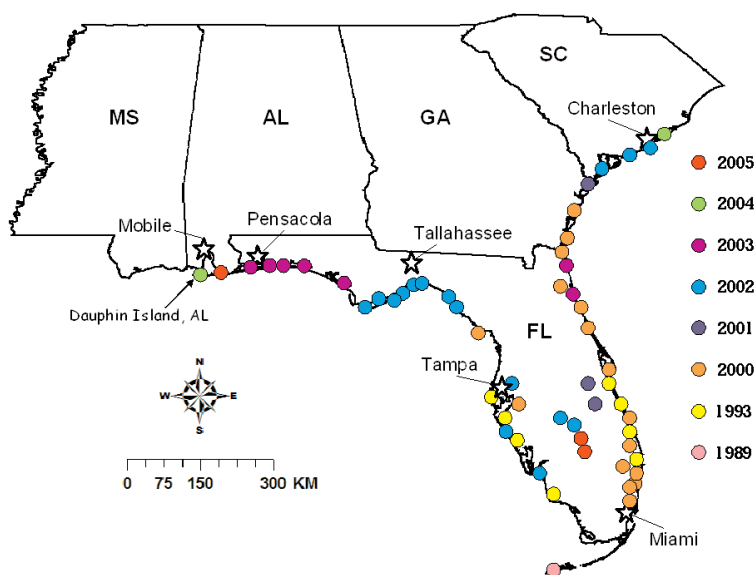 SC
Charleston
MS
AL
GA
2005
2004
Mobile
Pensacola
Tallahassee
2003
2002
Dauphin Island, AL
FL
2001
Tampa
2000
N
W E
S
1993
0 75 150 300 KM
1989
Miami